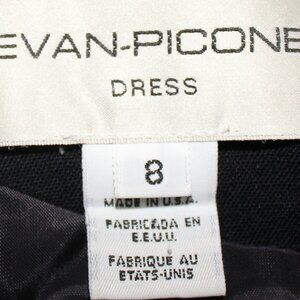 EVAN-PICONE
DRESS
8
MADE IN U.S.A.
FABRICADA EN
E.E.U.U.
FABRIQUE AU
ETATS-UNIS